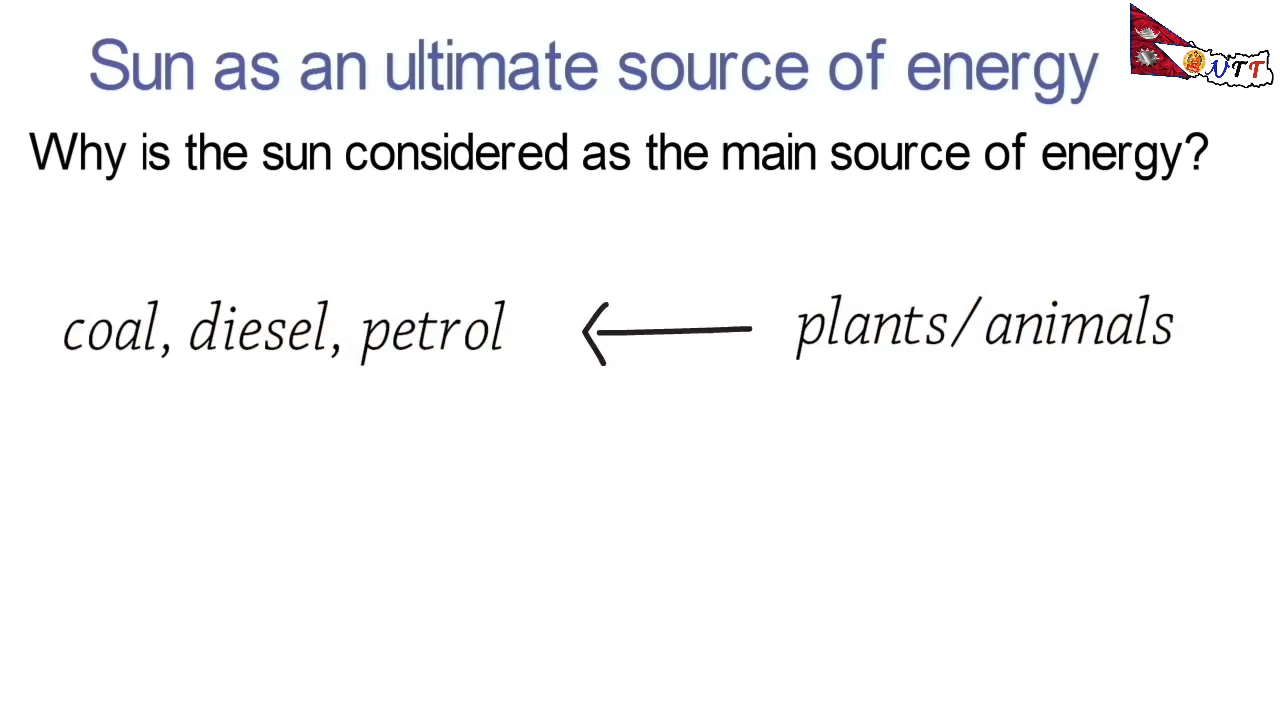 Sun as an ultimate source of energy
UTT
Why is the sun considered as the main source of energy?
coal, diesel, petrol
plants/animals